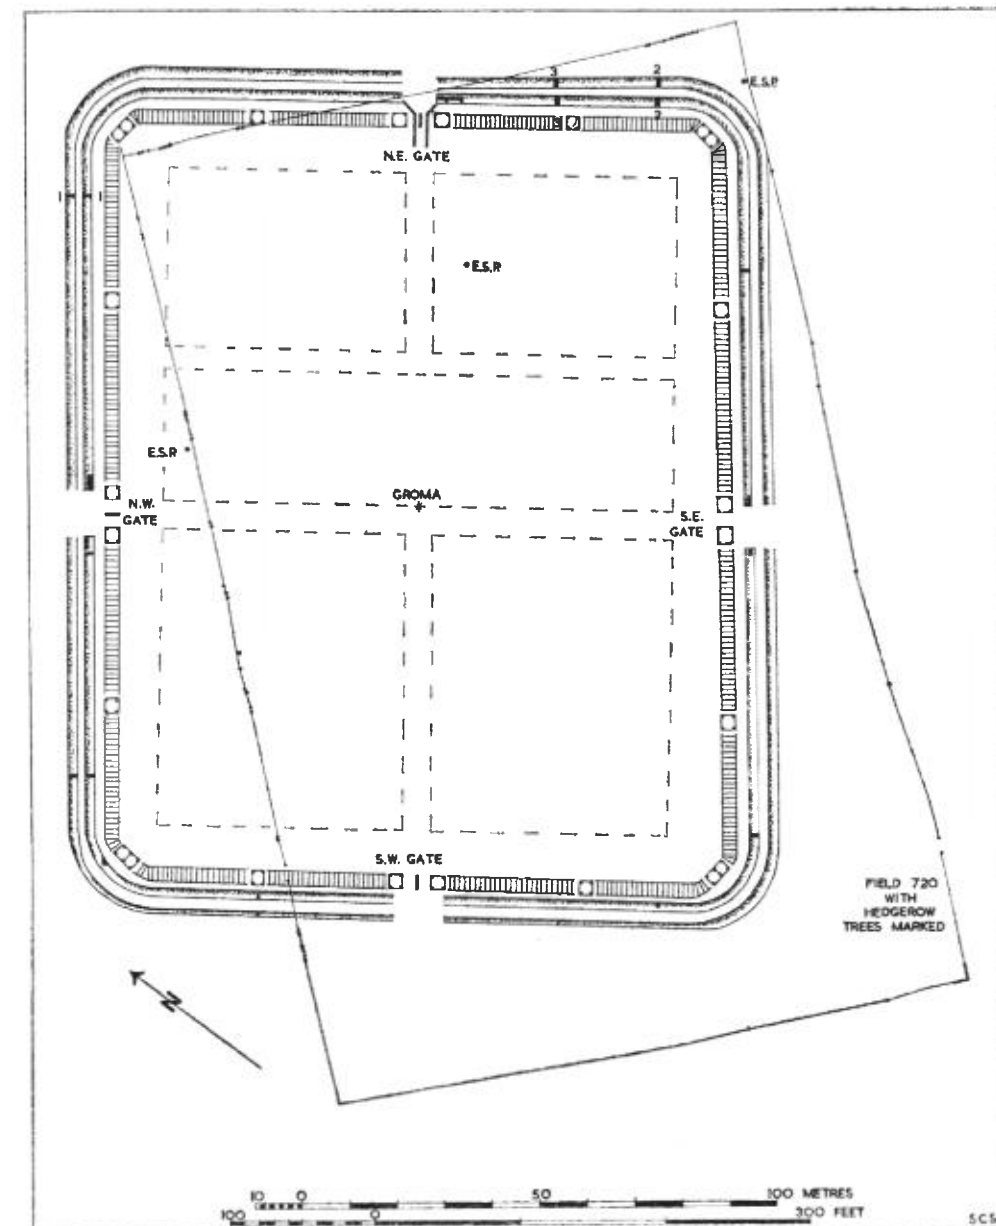 3 2
E.S.P.
3 2
N.E. GATE
1 1
E.S.P.
E.S.P.
N.W.
GATE
GROMA
S.E.
GATE
S.W. GATE
FIELD 720
WITH
HEDGEROW
TREES MARKED
N
10 0 50 100 METRES
100 0 300 FEET
SCS